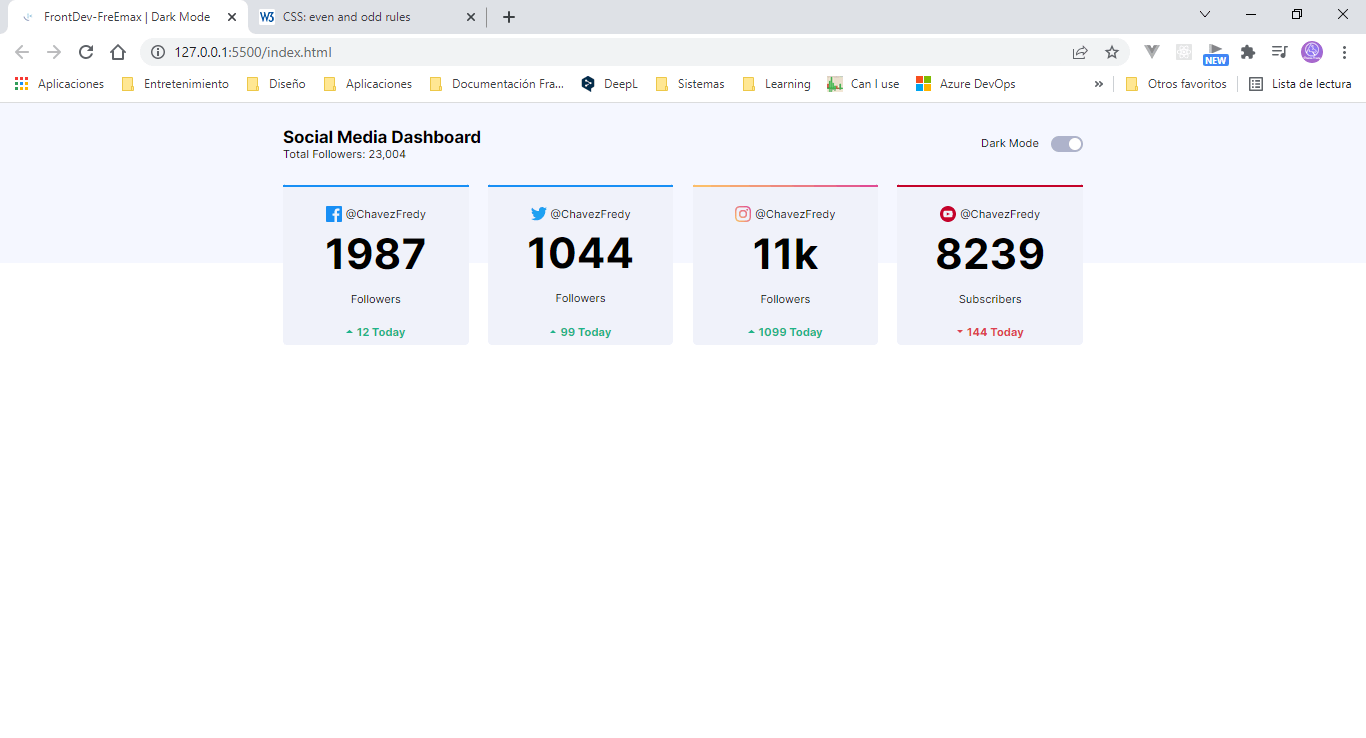 FrontDev-FreEmax | Dark Mode
W3 CSS: even and odd rules
127.0.0.1:5500/index.html
NEW
Aplicaciones Entretenimiento Diseño Aplicaciones Documentación Fra... DeepL Sistemas Learning Can I use Azure DevOps » Otros favoritos Lista de lectura
Social Media Dashboard
Total Followers: 23,004
Dark Mode
@ChavezFredy
1987
Followers
12 Today
@ChavezFredy
1044
Followers
99 Today
@ChavezFredy
11k
Followers
1099 Today
@ChavezFredy
8239
Subscribers
144 Today